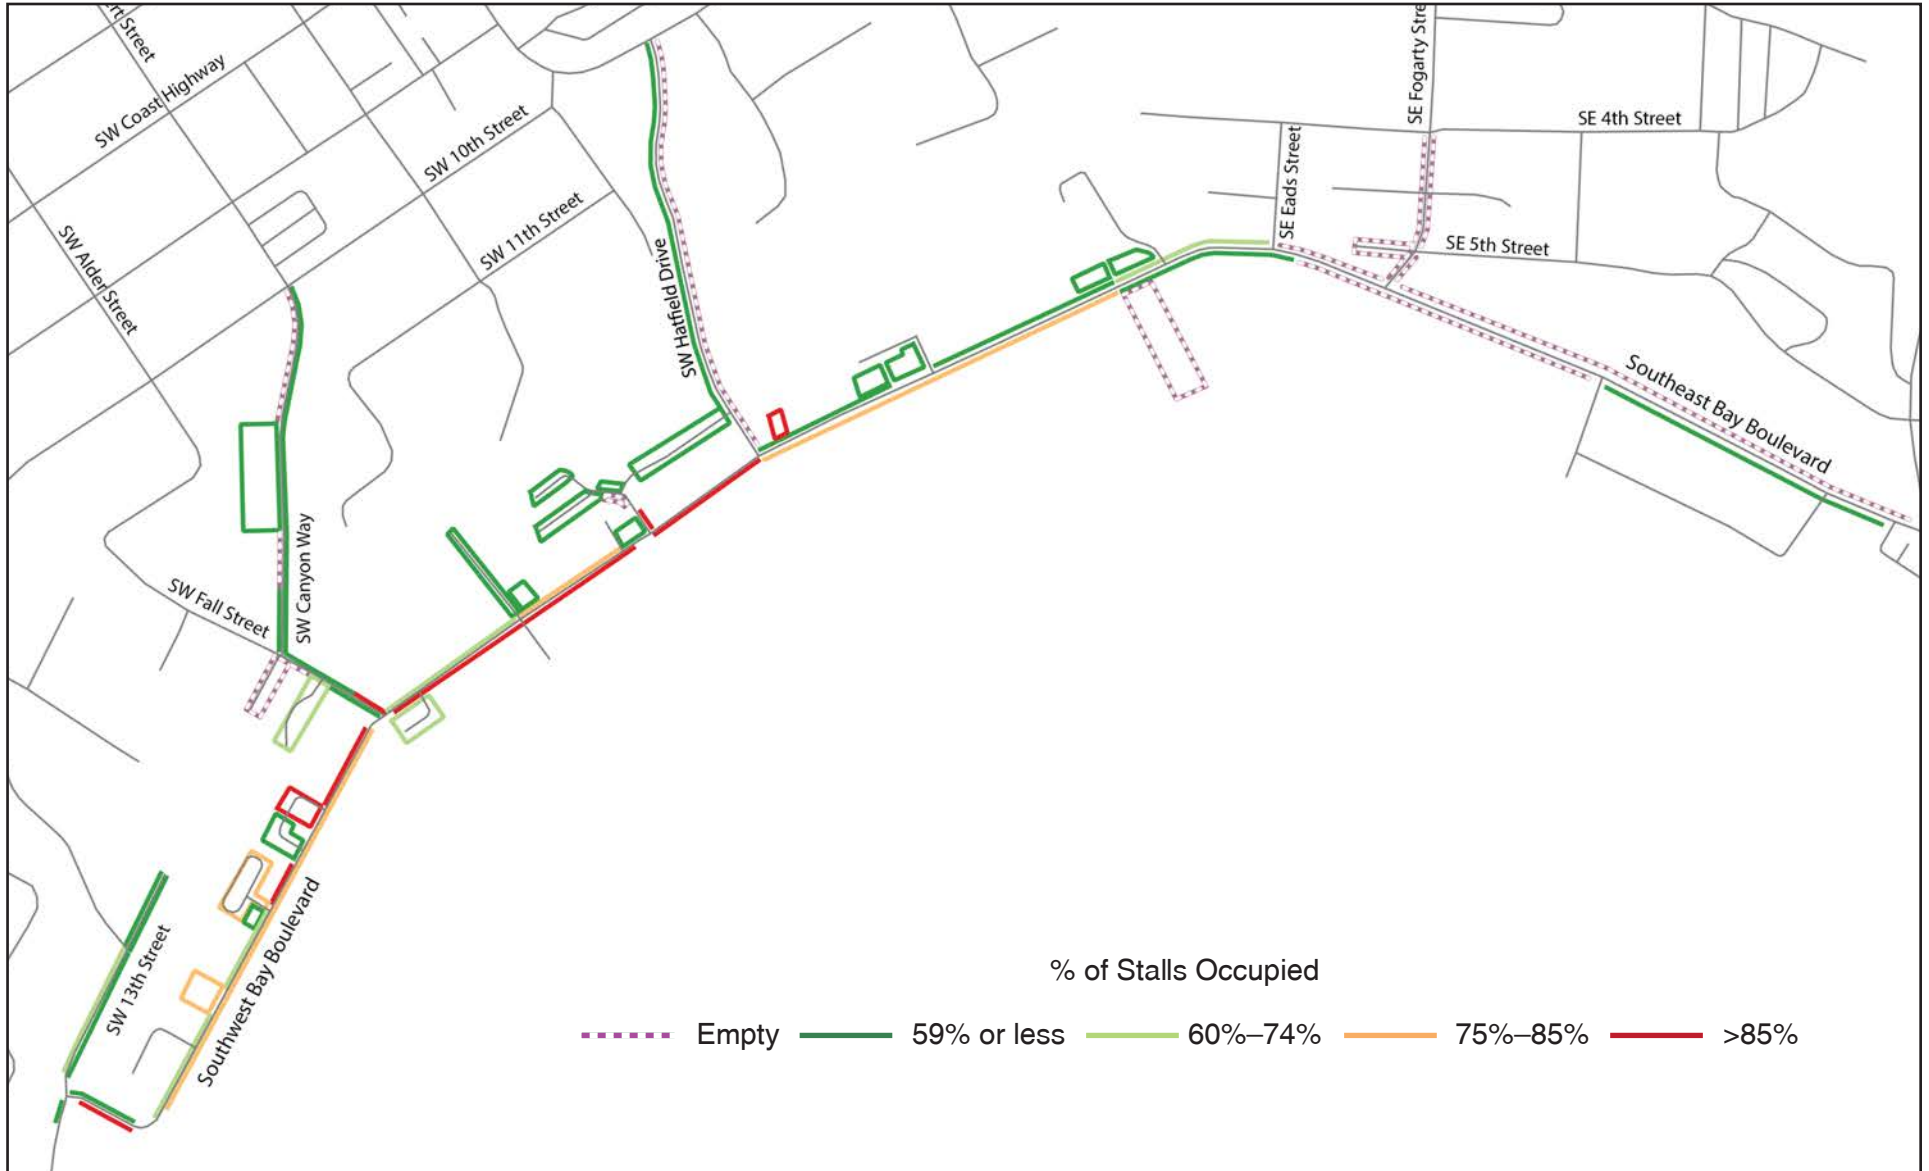 ert Street
SW Coast Highway
SW 10th Street
SW 11th Street
SW Alder Street
SW Hatfield Drive
SE Fogarty Stre
SE 4th Street
SE Eads Street
SE 5th Street
Southeast Bay Boulevard
SW Canyon Way
SW Fall Street
SW 13th Street
Southwest Bay Boulevard
% of Stalls Occupied
Empty 59% or less 60%–74% 75%–85% >85%